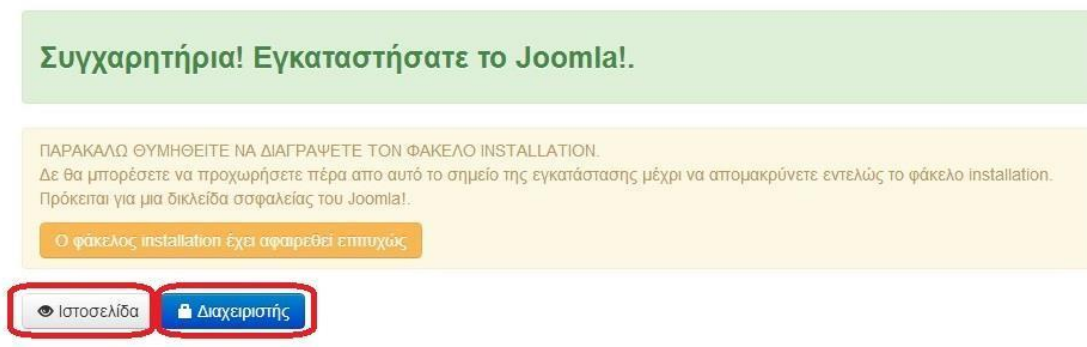 Συγχαρητήρια! Εγκαταστήσατε το Joomla!.
ΠΑΡΑΚΑΛΩ ΘΥΜΗΘΕΙΤΕ ΝΑ ΔΙΑΓΡΑΨΕΤΕ ΤΟΝ ΦΑΚΕΛΟ INSTALLATION.
Δε θα μπορέσετε να προχωρήσετε πέρα απο αυτό το σημείο της εγκατάστασης μέχρι να απομακρύνετε εντελώς το φάκελο installation.
Πρόκειται για μια δικλείδα σσφαλείας του Joomla!.
Ο φάκελος installation έχει αφαιρεθεί επιτυχώς
Ιστοσελίδα
Διαχειριστής